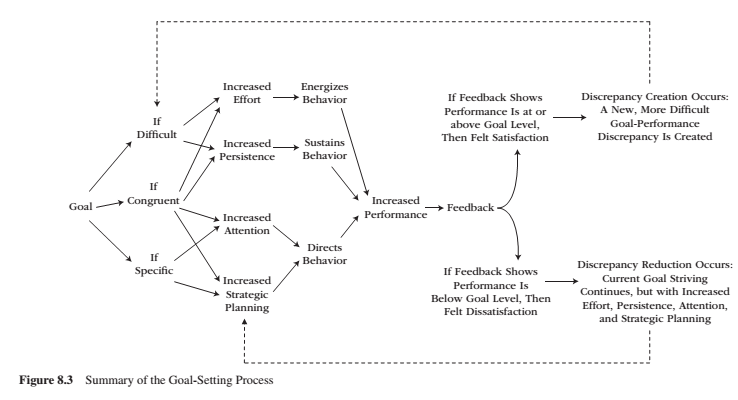 Goal
If
Difficult
If
Congruent
If
Specific
Increased
Effort
Increased
Persistence
Increased
Attention
Increased
Strategic
Planning
Energizes
Behavior
Sustains
Behavior
Directs
Behavior
Increased
Performance
Feedback
If Feedback Shows
Performance Is at or
above Goal Level,
Then Felt Satisfaction
Discrepancy Creation Occurs:
A New, More Difficult
Goal-Performance
Discrepancy Is Created
If Feedback Shows
Performance Is
Below Goal Level, Then
Felt Dissatisfaction
Discrepancy Reduction Occurs:
Current Goal Striving
Continues, but with Increased
Effort, Persistence, Attention,
and Strategic Planning
Figure 8.3 Summary of the Goal-Setting Process